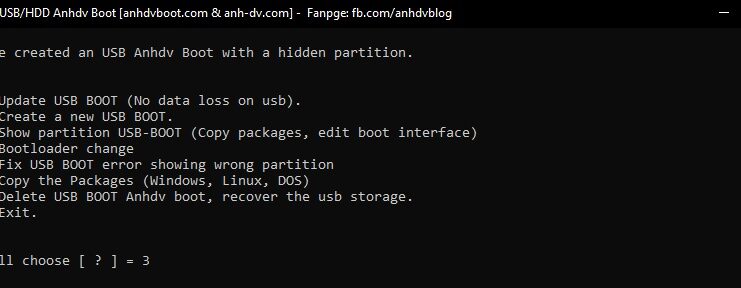 USB/HDD Anhdv Boot [anhdvboot.com & anh-dv.com] - Fanpge: fb.com/anhdvblog
e created an USB Anhdv Boot with a hidden partition.
Update USB BOOT (No data loss on usb).
Create a new USB BOOT.
Show partition USB-BOOT (Copy packages, edit boot interface)
Bootloader change
Fix USB BOOT error showing wrong partition
Copy the Packages (Windows, Linux, DOS)
Delete USB BOOT Anhdv boot, recover the usb storage.
Exit.
ll choose [ ? ] = 3